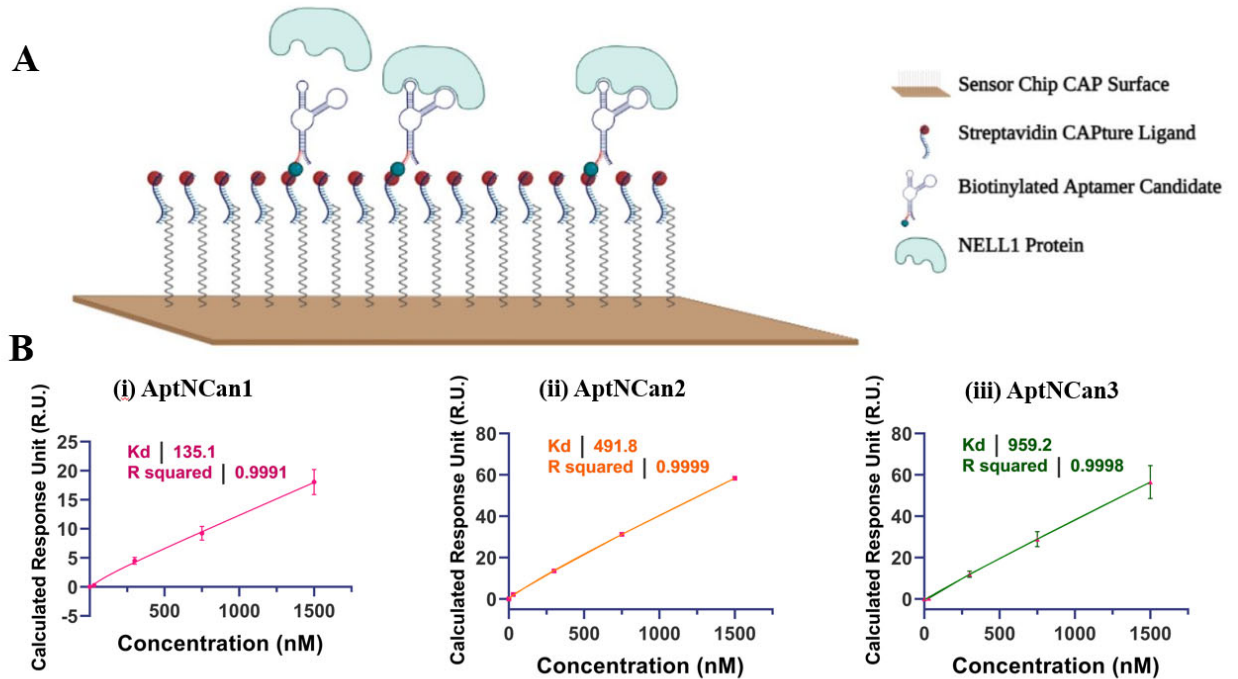 A
Sensor Chip CAP Surface
Streptavidin CAPture Ligand
Biotinylated Aptamer Candidate
NELL1 Protein
B
(i) AptNCan1
Calculated Response Unit (R.U.)
25
20
15
10
5
0
-5
Kd | 135.1
R squared | 0.9991
500
1000
1500
Concentration (nM)
(ii) AptNCan2
Calculated Response Unit (R.U.)
80
60
40
20
0
Kd | 491.8
R squared | 0.9999
0
500
1000
1500
Concentration (nM)
(iii) AptNCan3
Calculated Response Unit (R.U.)
80
60
40
20
0
Kd | 959.2
R squared | 0.9998
0
500
1000
1500
Concentration (nM)